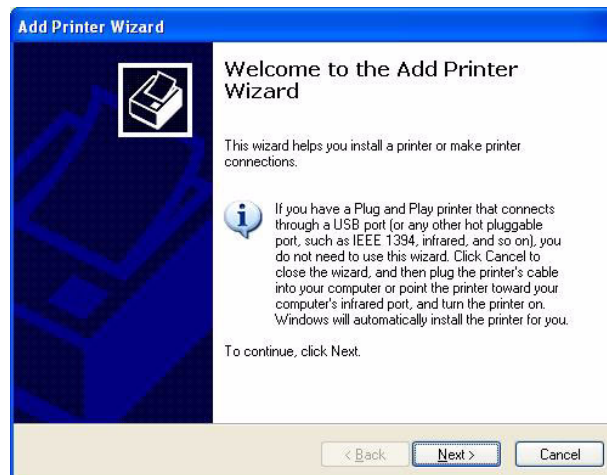 Add Printer Wizard
Welcome to the Add Printer
Wizard
This wizard helps you install a printer or make printer
connections.
If you have a Plug and Play printer that connects
through a USB port (or any other hot pluggable
port, such as IEEE 1394, infrared, and so on), you
do not need to use this wizard. Click Cancel to
close the wizard, and then plug the printer's cable
into your computer or point the printer toward your
computer's infrared port, and turn the printer on.
Windows will automatically install the printer for you.
To continue, click Next.
< Back Next > Cancel